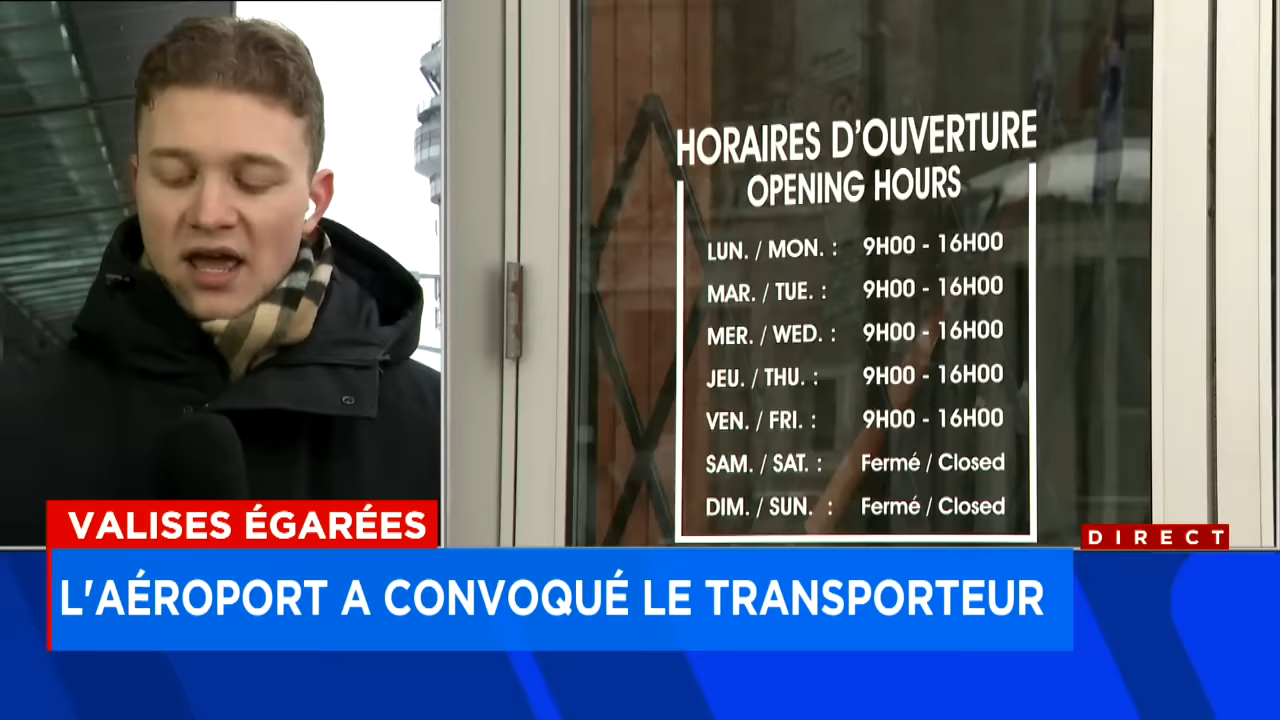 HORAIRES D'OUVERTURE
OPENING HOURS
LUN. / MON. : 9H00 - 16H00
MAR. / TUE. : 9H00 - 16H00
MER. / WED. : 9H00 - 16H00
JEU. / THU. : 9H00 - 16H00
VEN. / FRI. : 9H00 - 16H00
SAM. / SAT. : Fermé / Closed
DIM. / SUN. : Fermé / Closed
VALISES ÉGARÉES
DIRECT
L'AÉROPORT A CONVOQUÉ LE TRANSPORTEUR